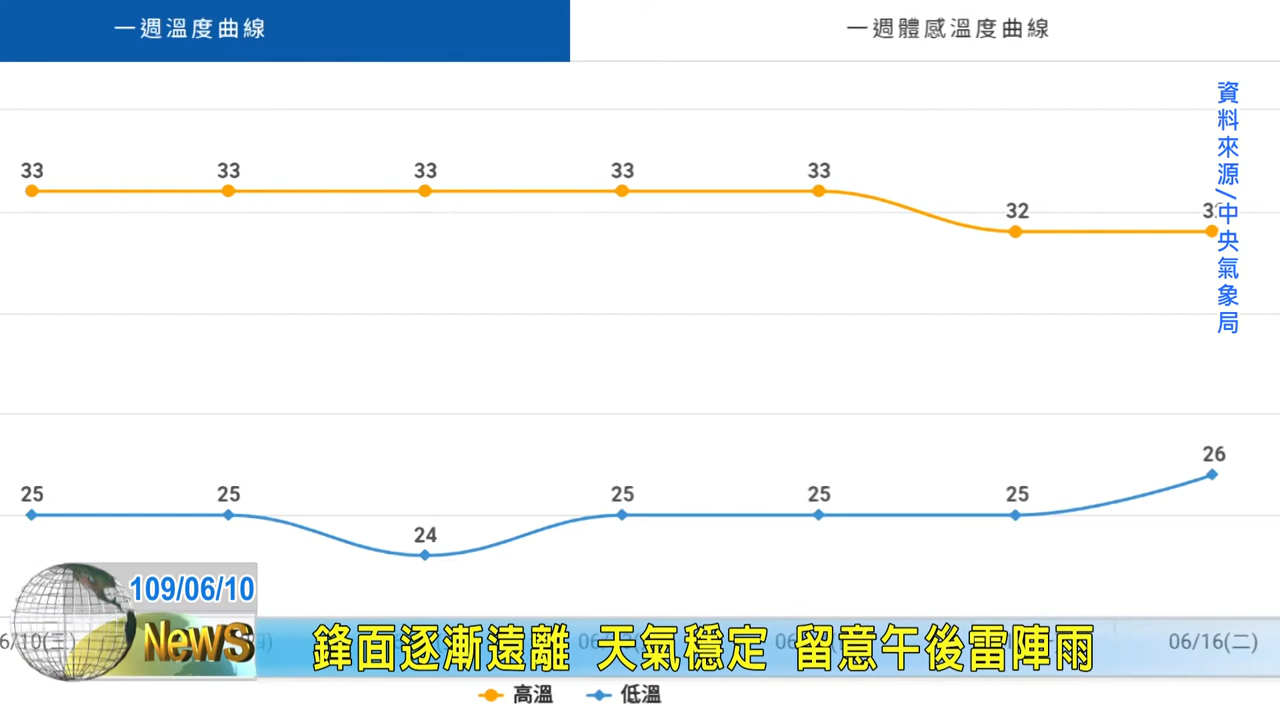 一週溫度曲線
一週體感溫度曲線
資料來源/中央氣象局
33 33 33 33 33 32
25 25 24 25 25 25 26
109/06/10
NewS
鋒面逐漸遠離 天氣穩定 留意午後雷陣雨
06/16(二)
高溫 低溫